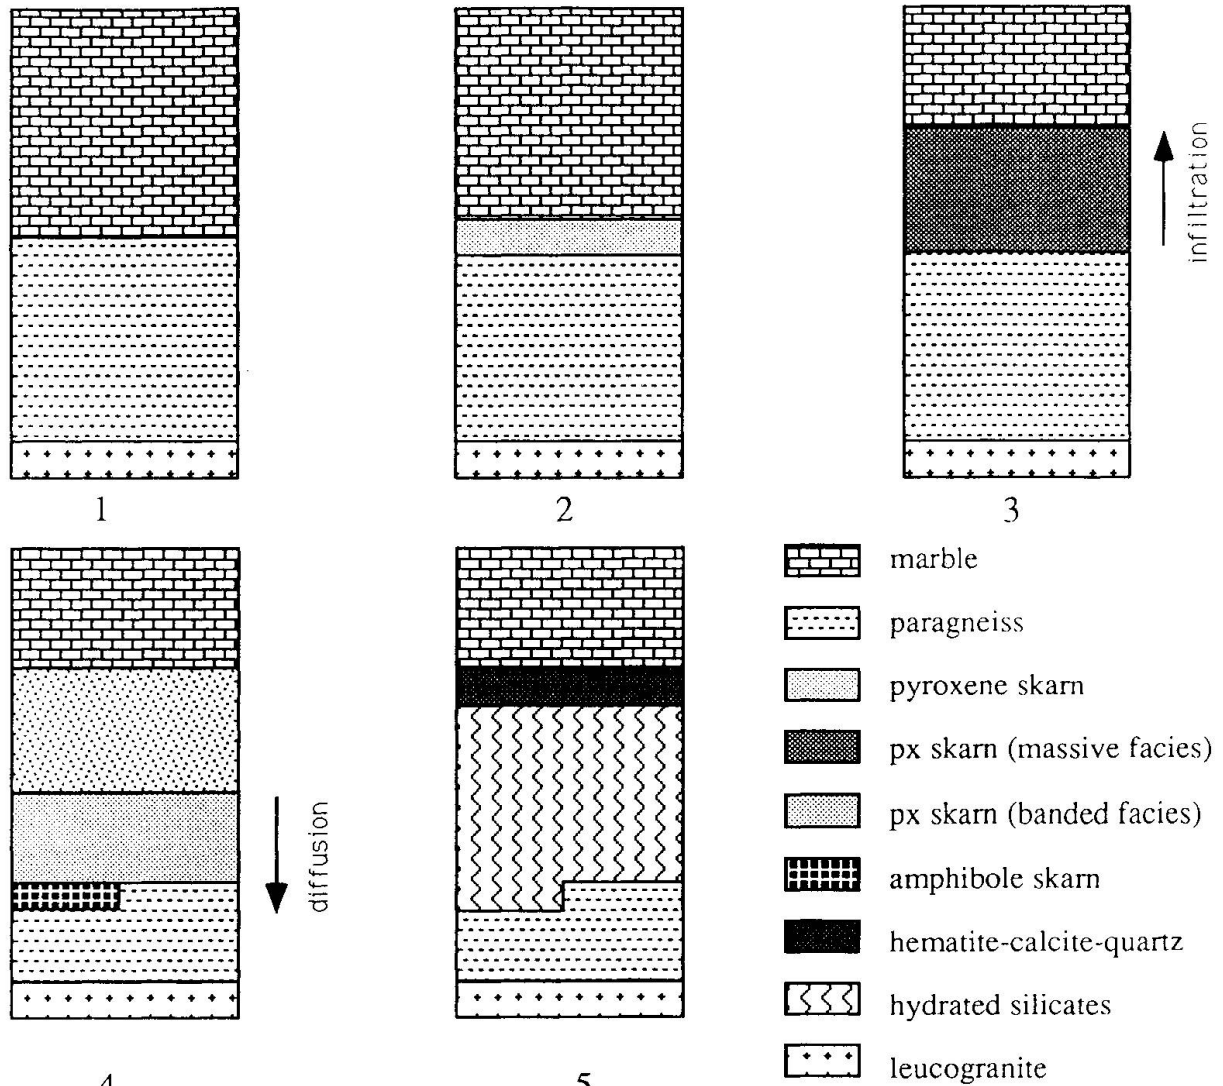 infiltration
1
2
3
marble
paragneiss
pyroxene skarn
px skarn (massive facies)
px skarn (banded facies)
diffusion
amphibole skarn
hematite-calcite-quartz
hydrated silicates
leucogranite
4
5